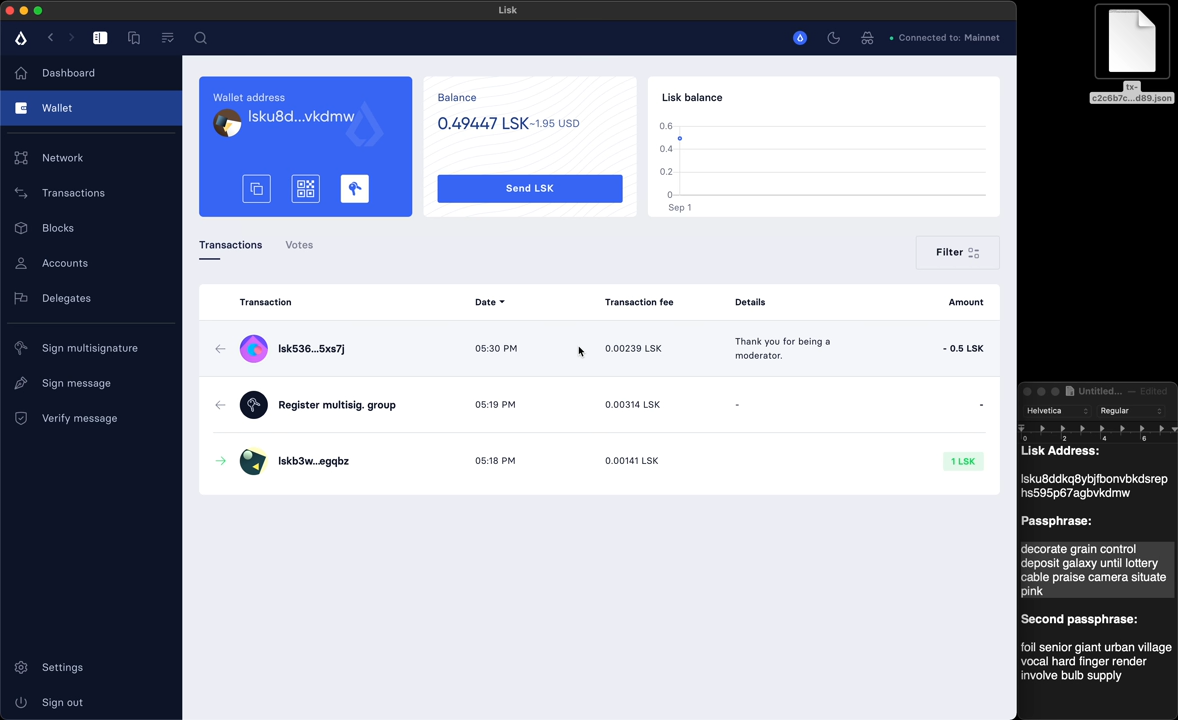 Lisk
Connected to: Mainnet
Dashboard
Wallet
Network
Transactions
Blocks
Accounts
Delegates
Sign multisignature
Sign message
Verify message
Settings
Sign out
Wallet address
lsku8d...vkdmw
Balance
0.49447 LSK~1.95 USD
Send LSK
Lisk balance
0.6
0.4
0.2
0
Sep 1
Transactions
Votes
Filter
Transaction
Date
Transaction fee
Details
Amount
lsk536...5xs7j
05:30 PM
0.00239 LSK
Thank you for being a
moderator.
- 0.5 LSK
Register multisig. group
05:19 PM
0.00314 LSK
-
-
lskb3w...egqbz
05:18 PM
0.00141 LSK
1 LSK
tx-
c2c6b7c...d89.json
Untitled... — Edited
Helvetica
Regular
0
2
4
6
Lisk Address:
lsku8ddkq8ybjfbonvbkdsrep
hs595p67agbvkdmw
Passphrase:
decorate grain control
deposit galaxy until lottery
cable praise camera situate
pink
Second passphrase:
foil senior giant urban village
vocal hard finger render
involve bulb supply